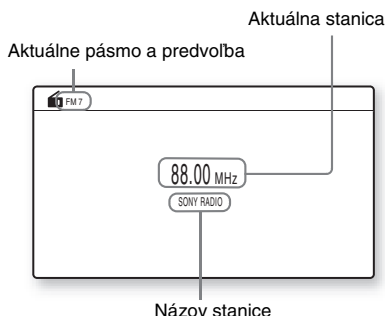 Aktuálna stanica
Aktuálne pásmo a predvoľba
FM 7
88.00 MHz
SONY RADIO
Názov stanice